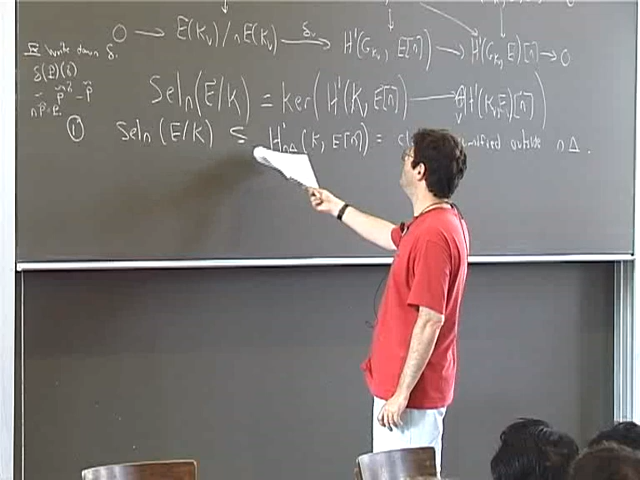 0 → E(K_v)/nE(K_v) →^{δ_v} H¹(G_{K_v}, E[n]) → H¹(G_{K_v}, E)[n] → 0
Ex Write down δ.
δ(P)(σ)
Sel_n(E/K) = ker(H¹(K, E[n]) → H¹(K_v, E)[n])
① Sel_n(E/K) ⊆ H¹_{nΔ}(K, E[n]) = outside nΔ.